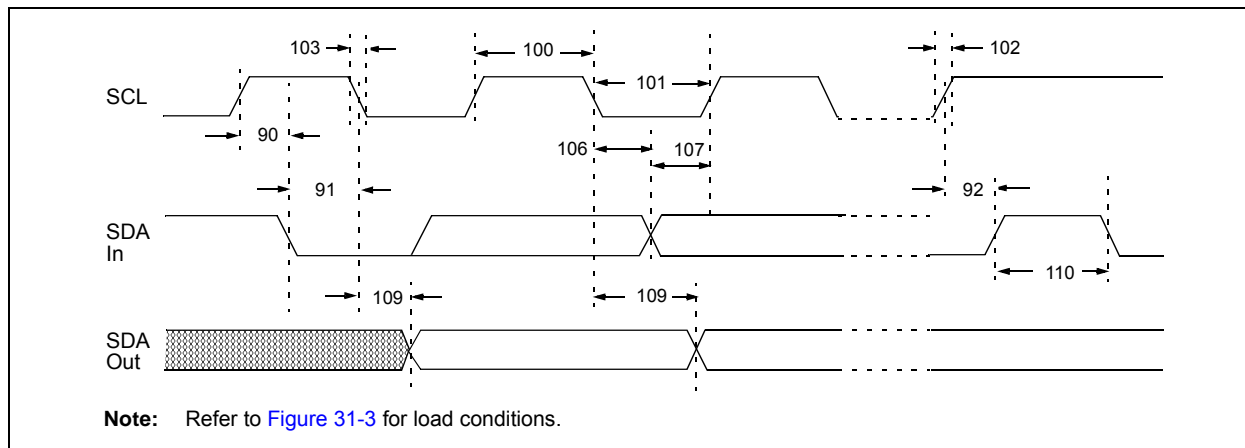 103
100
102
101
SCL
90
106
107
91
92
SDA
In
110
109
109
SDA
Out
Note: Refer to Figure 31-3 for load conditions.